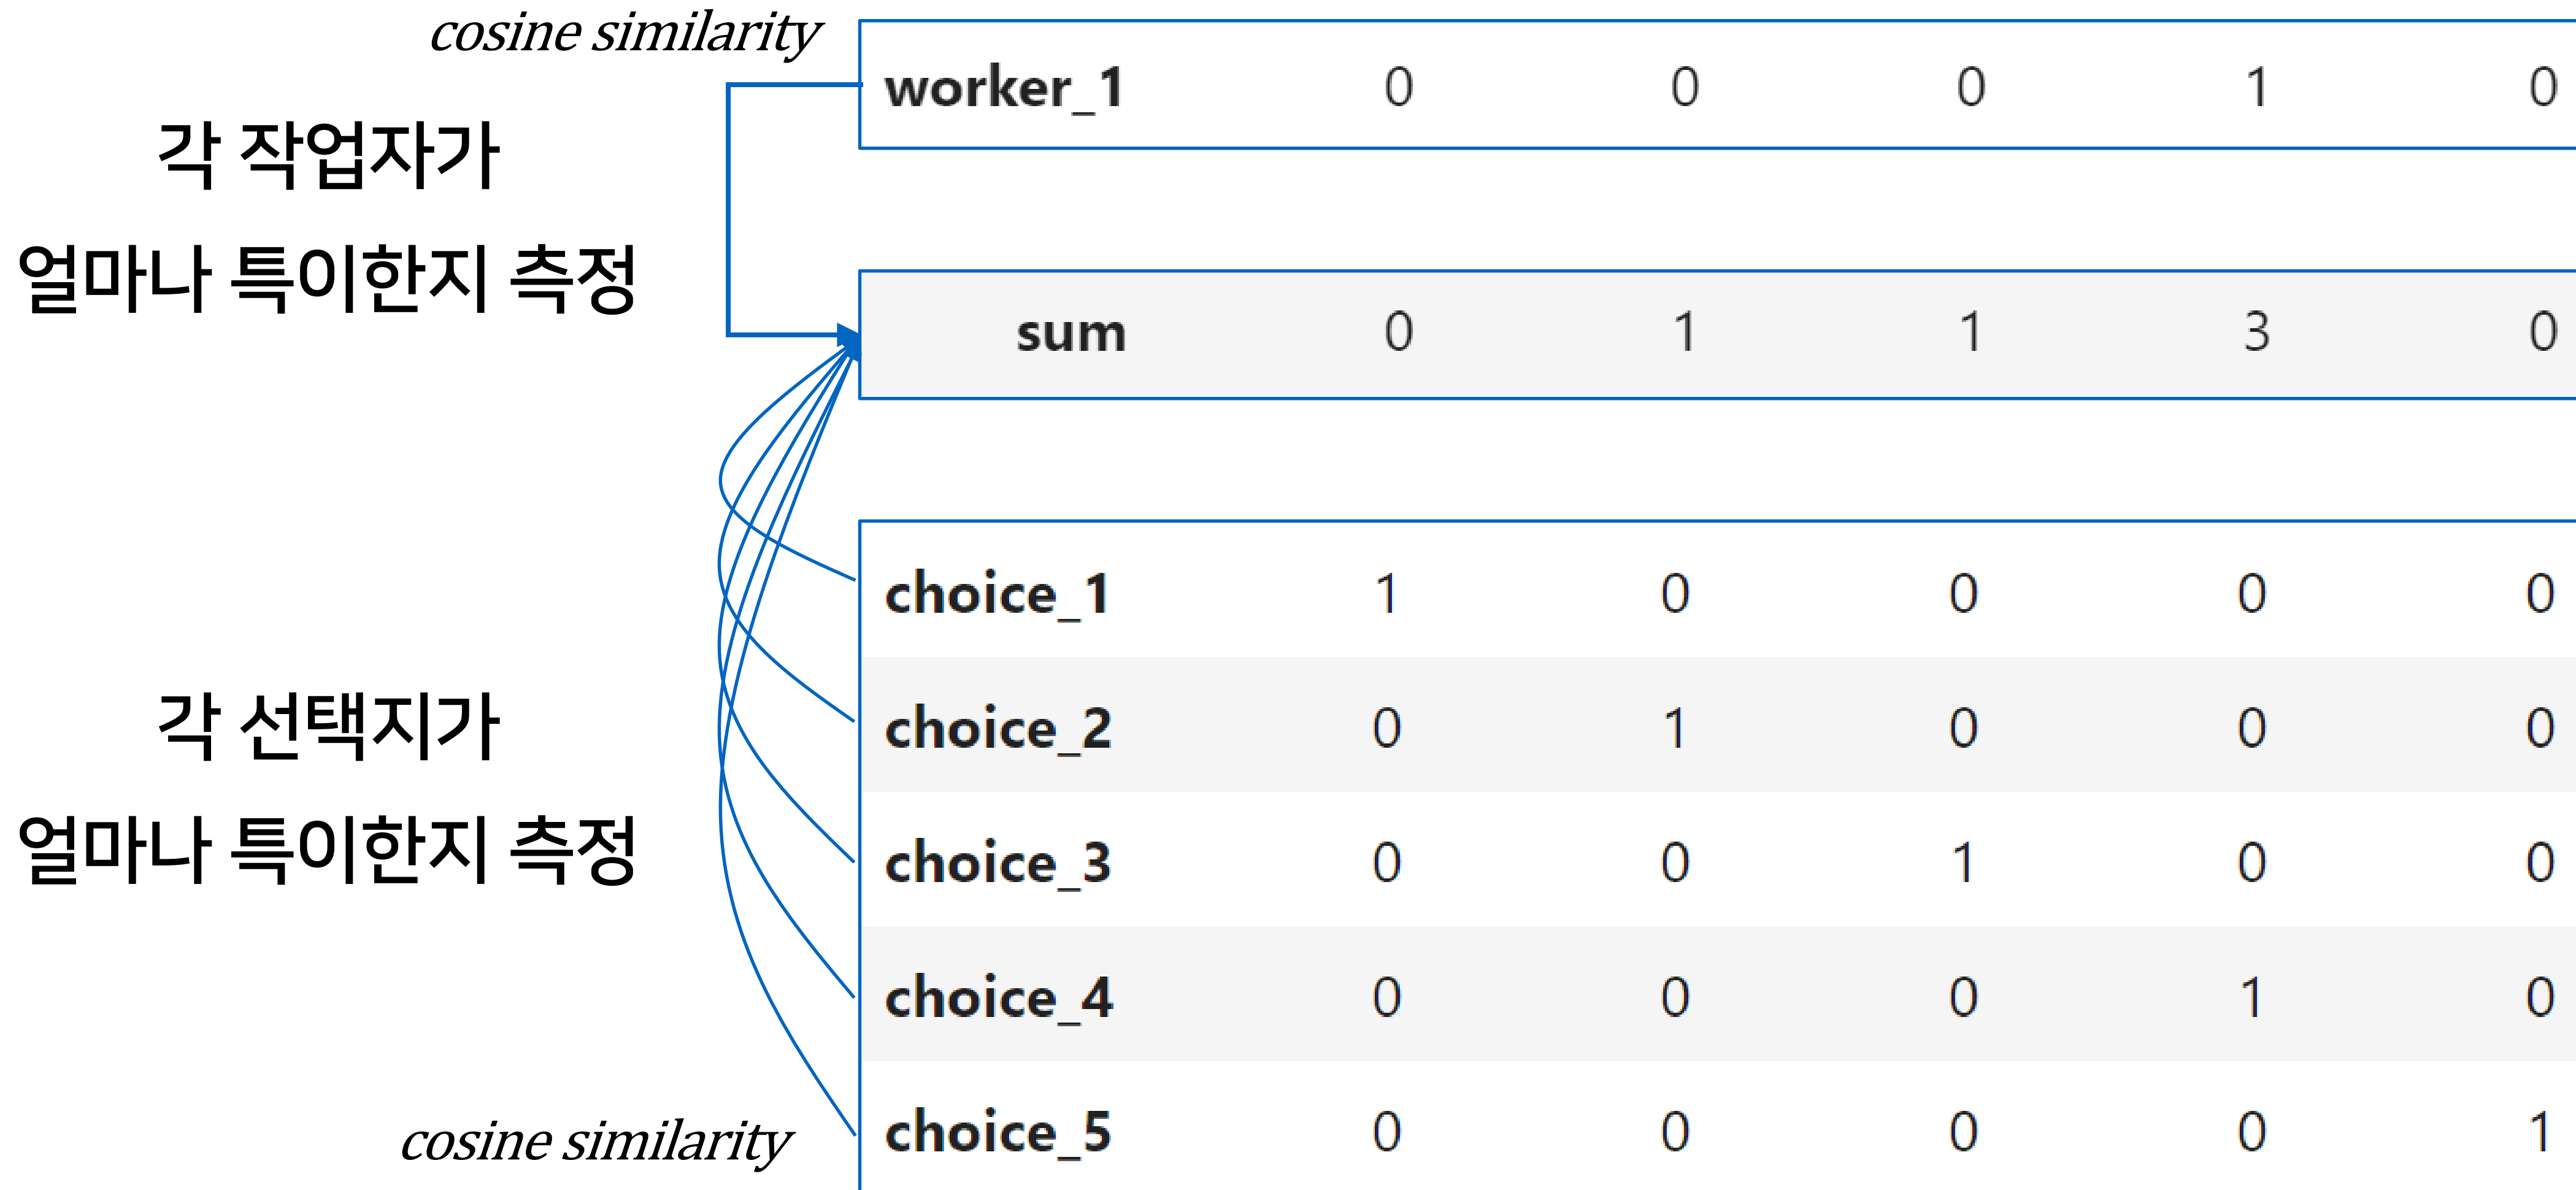 cosine similarity
worker_1 0 0 0 1 0
각 작업자가
얼마나 특이한지 측정
sum 0 1 1 3 0
choice_1 1 0 0 0 0
choice_2 0 1 0 0 0
각 선택지가
얼마나 특이한지 측정
choice_3 0 0 1 0 0
choice_4 0 0 0 1 0
choice_5 0 0 0 0 1
cosine similarity